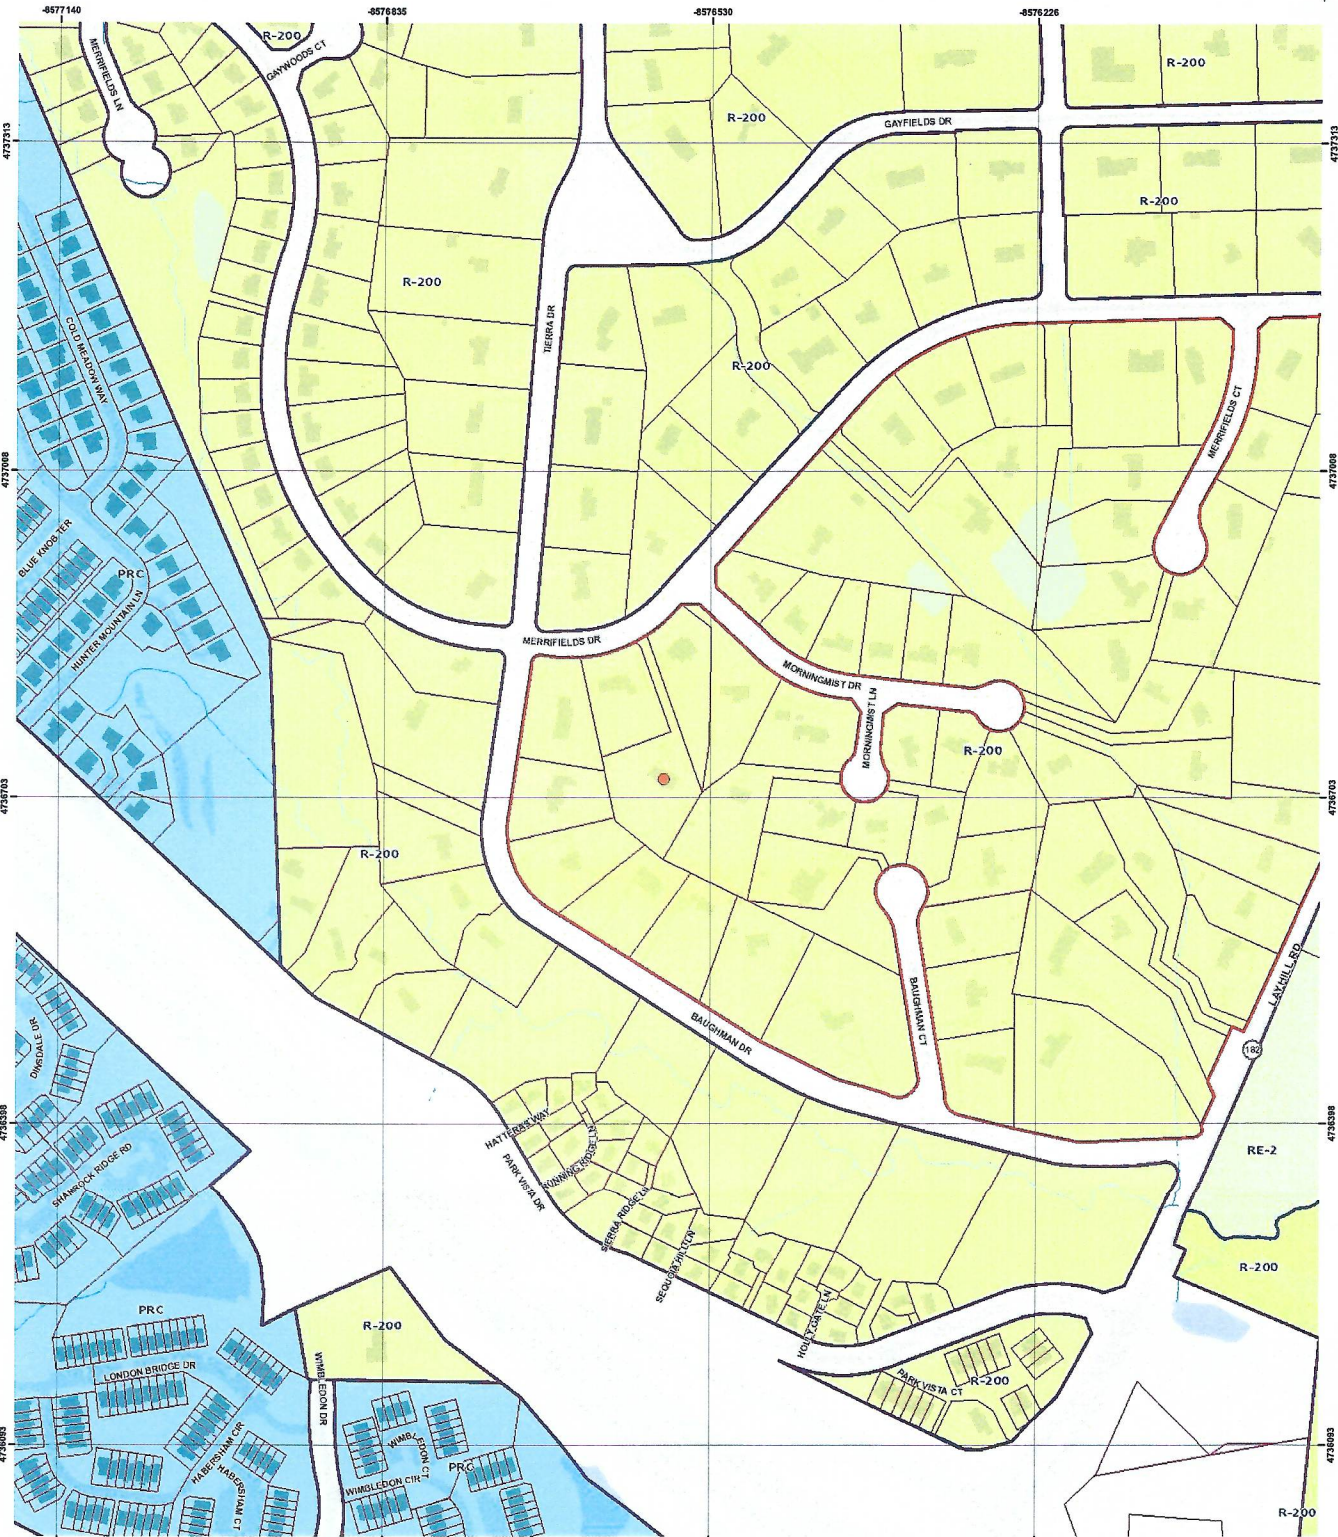 -8577140
-8576835
-8576530
-8576226
R-200
MERRIFIELDS LN
GAYWOODS CT
R-200
R-200
GAYFIELDS DR
4737313
4737313
R-200
R-200
COLD MEADOW WAY
TIERRA DR
R-200
MERRIFIELDS CT
4737008
4737008
BLUE KNOB TER
PRC
HUNTER MOUNTAIN LN
MERRIFIELDS DR
MORNINGMIST DR
MORNINGMIST LN
R-200
4736703
4736703
R-200
LAYHILL RD
BAUGHMAN CT
BAUGHMAN DR
DINSDALE DR
182
4736398
4736398
HATTERAS WAY
RUNNING RIDGE LN
PARK VISTA DR
SHAMROCK RIDGE RD
RE-2
SIERRA RIDGE LN
SEQUOIA HILL LN
R-200
PRC
R-200
HOLLY GATE LN
LONDON BRIDGE DR
WIMBLEDON DR
PARK VISTA CT
R-200
HABERSHAM CIR
WIMBLEDON CT
4736093
4736093
PRC
HABERSHAM CT
WIMBLEDON CIR
R-200